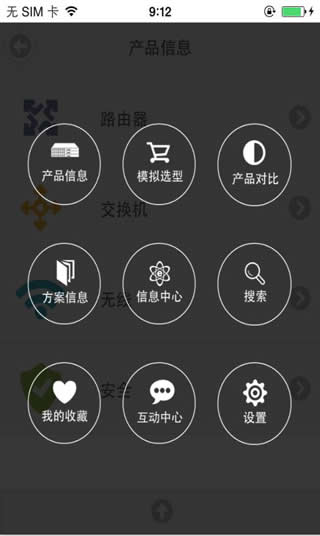 无 SIM 卡
9:12
产品信息
路由器
产品信息
模拟选型
产品对比
交换机
方案信息
信息中心
搜索
无线
安全
我的收藏
互动中心
设置